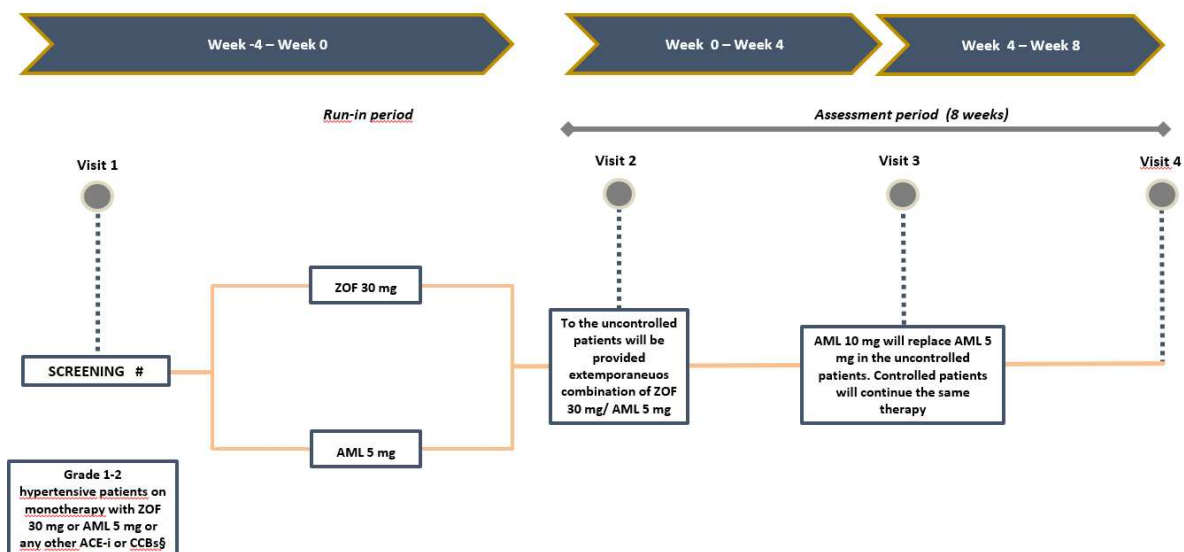 Week -4 – Week 0
Week 0 – Week 4
Week 4 – Week 8
Run-in period
Assessment period (8 weeks)
Visit 1
Visit 2
Visit 3
Visit 4
ZOF 30 mg
SCREENING #
AML 5 mg
To the uncontrolled
patients will be
provided
extemporaneuos
combination of ZOF
30 mg/ AML 5 mg
AML 10 mg will replace AML 5
mg in the uncontrolled
patients. Controlled patients
will continue the same
therapy
Grade 1-2
hypertensive patients on
monotherapy with ZOF
30 mg or AML 5 mg or
any other ACE-i or CCBs§